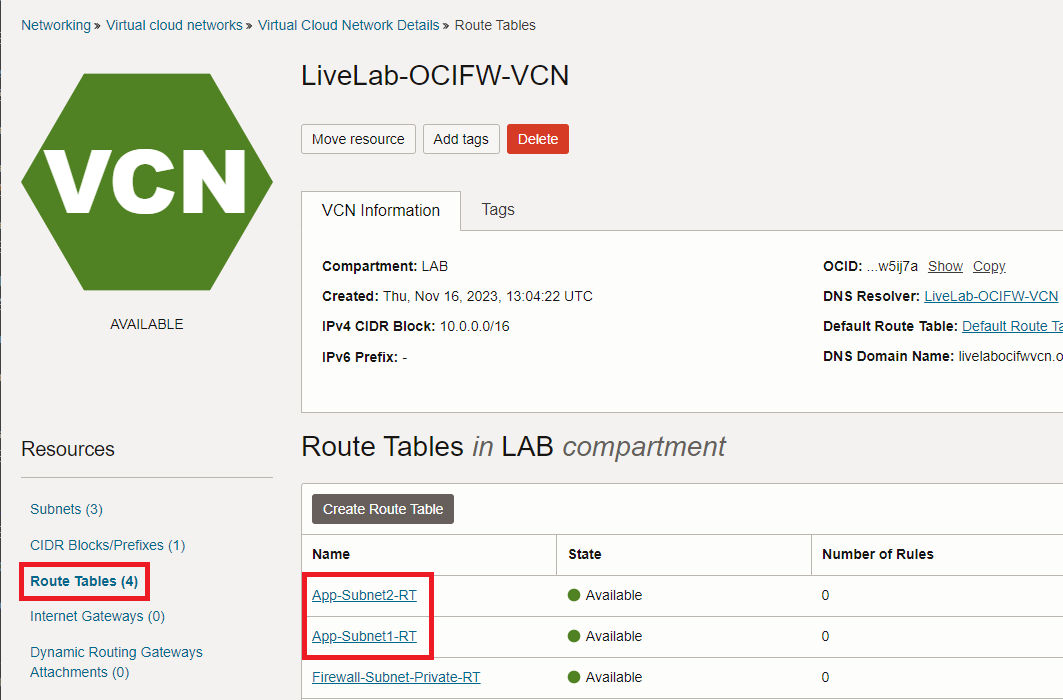 Networking » Virtual cloud networks » Virtual Cloud Network Details » Route Tables
VCN
AVAILABLE
LiveLab-OCIFW-VCN
Move resource Add tags Delete
VCN Information Tags
Compartment: LAB
Created: Thu, Nov 16, 2023, 13:04:22 UTC
IPv4 CIDR Block: 10.0.0.0/16
IPv6 Prefix: -
OCID: ...w5ij7a Show Copy
DNS Resolver: LiveLab-OCIFW-VCN
Default Route Table: Default Route Ta
DNS Domain Name: livelabocifwvcn.o
Resources
Subnets (3)
CIDR Blocks/Prefixes (1)
Route Tables (4)
Internet Gateways (0)
Dynamic Routing Gateways
Attachments (0)
Route Tables in LAB compartment
Create Route Table
Name State Number of Rules
App-Subnet2-RT Available 0
App-Subnet1-RT Available 0
Firewall-Subnet-Private-RT Available 0